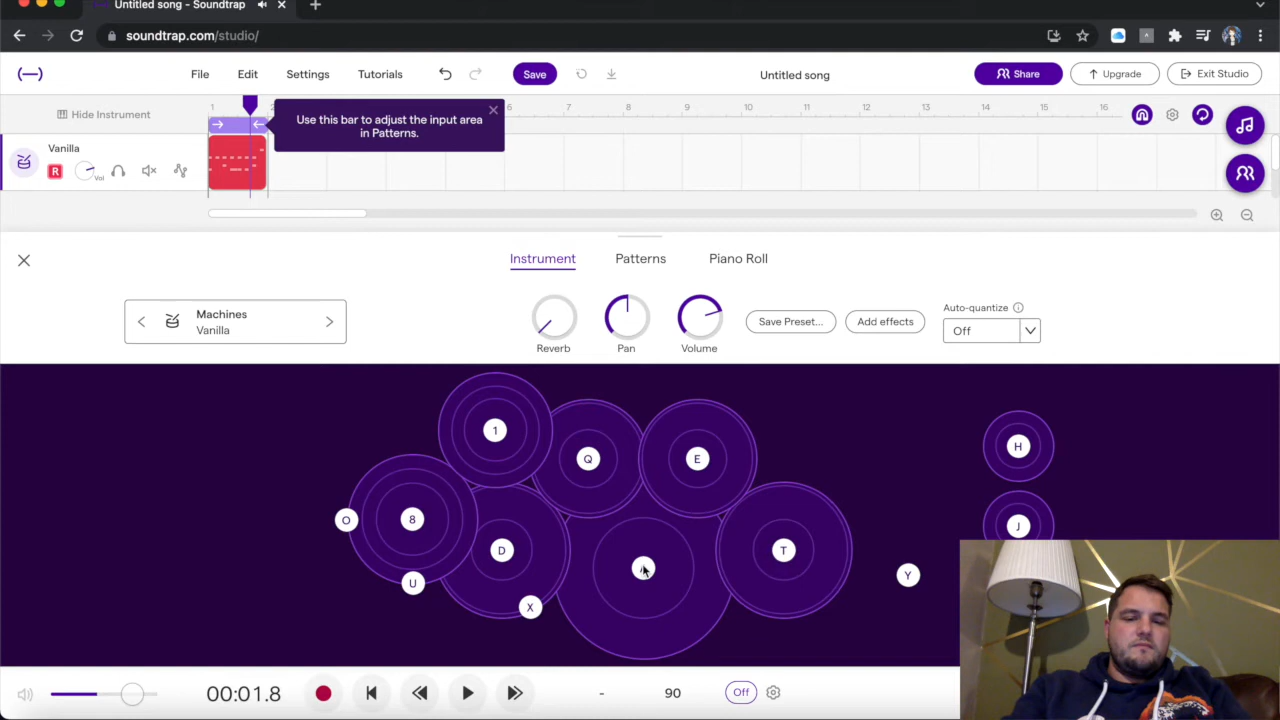 Untitled song - Soundtrap
soundtrap.com/studio/
File Edit Settings Tutorials Save Untitled song Share Upgrade Exit Studio
Hide Instrument
1 2 6 7 8 9 10 11 12 13 14 15 16
Use this bar to adjust the input area
in Patterns.
Vanilla
R Vol
Instrument Patterns Piano Roll
Machines
Vanilla
Reverb Pan Volume
Save Preset... Add effects
Auto-quantize
Off
1
Q E H
O 8
D T J
U X Y
00:01.8 - 90 Off